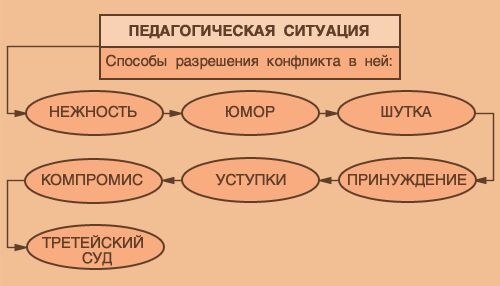 ПЕДАГОГИЧЕСКАЯ СИТУАЦИЯ
Способы разрешения конфликта в ней:
НЕЖНОСТЬ
ЮМОР
ШУТКА
ПРИНУЖДЕНИЕ
УСТУПКИ
КОМПРОМИС
ТРЕТЕЙСКИЙ
СУД